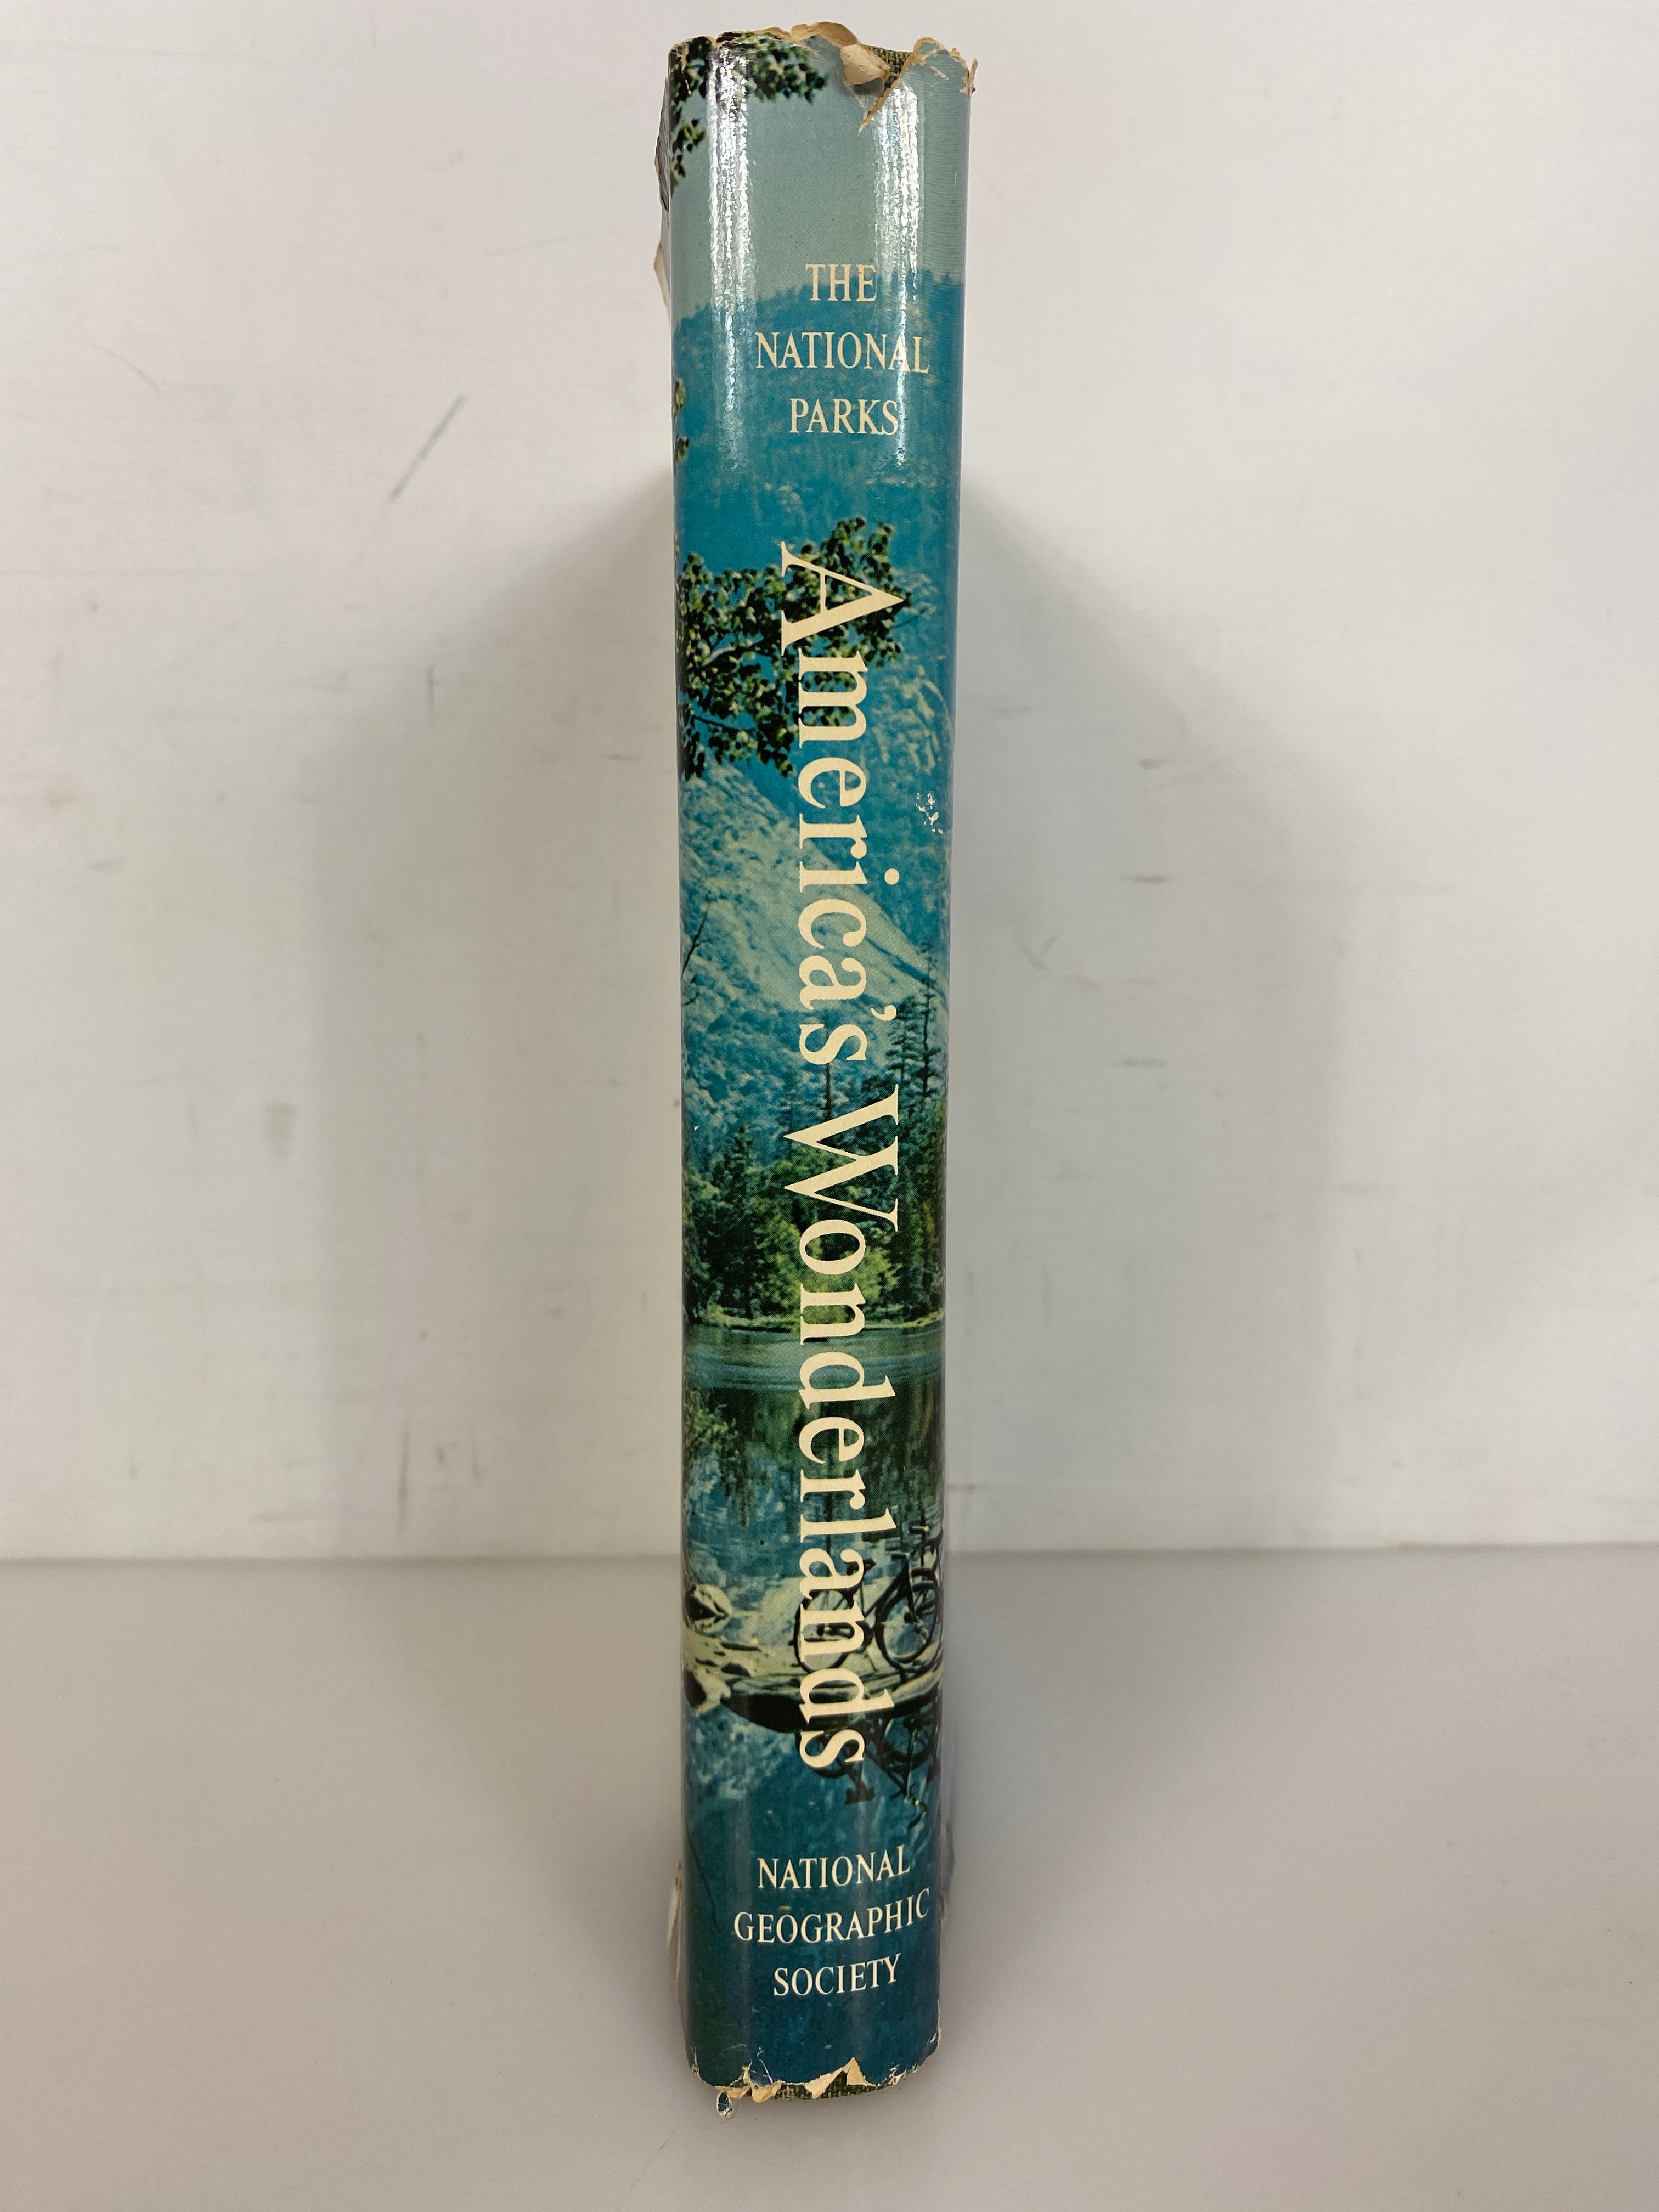 THE
NATIONAL
PARKS
America's Wonderlands
NATIONAL
GEOGRAPHIC
SOCIETY